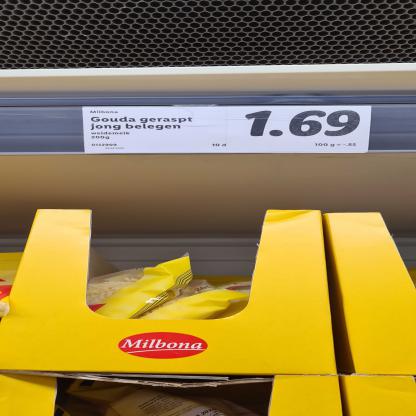 Milbona
Gouda geraspt
jong belegen
weidemelk
200g
1.69
10 d
100 g = -.85
Milbona